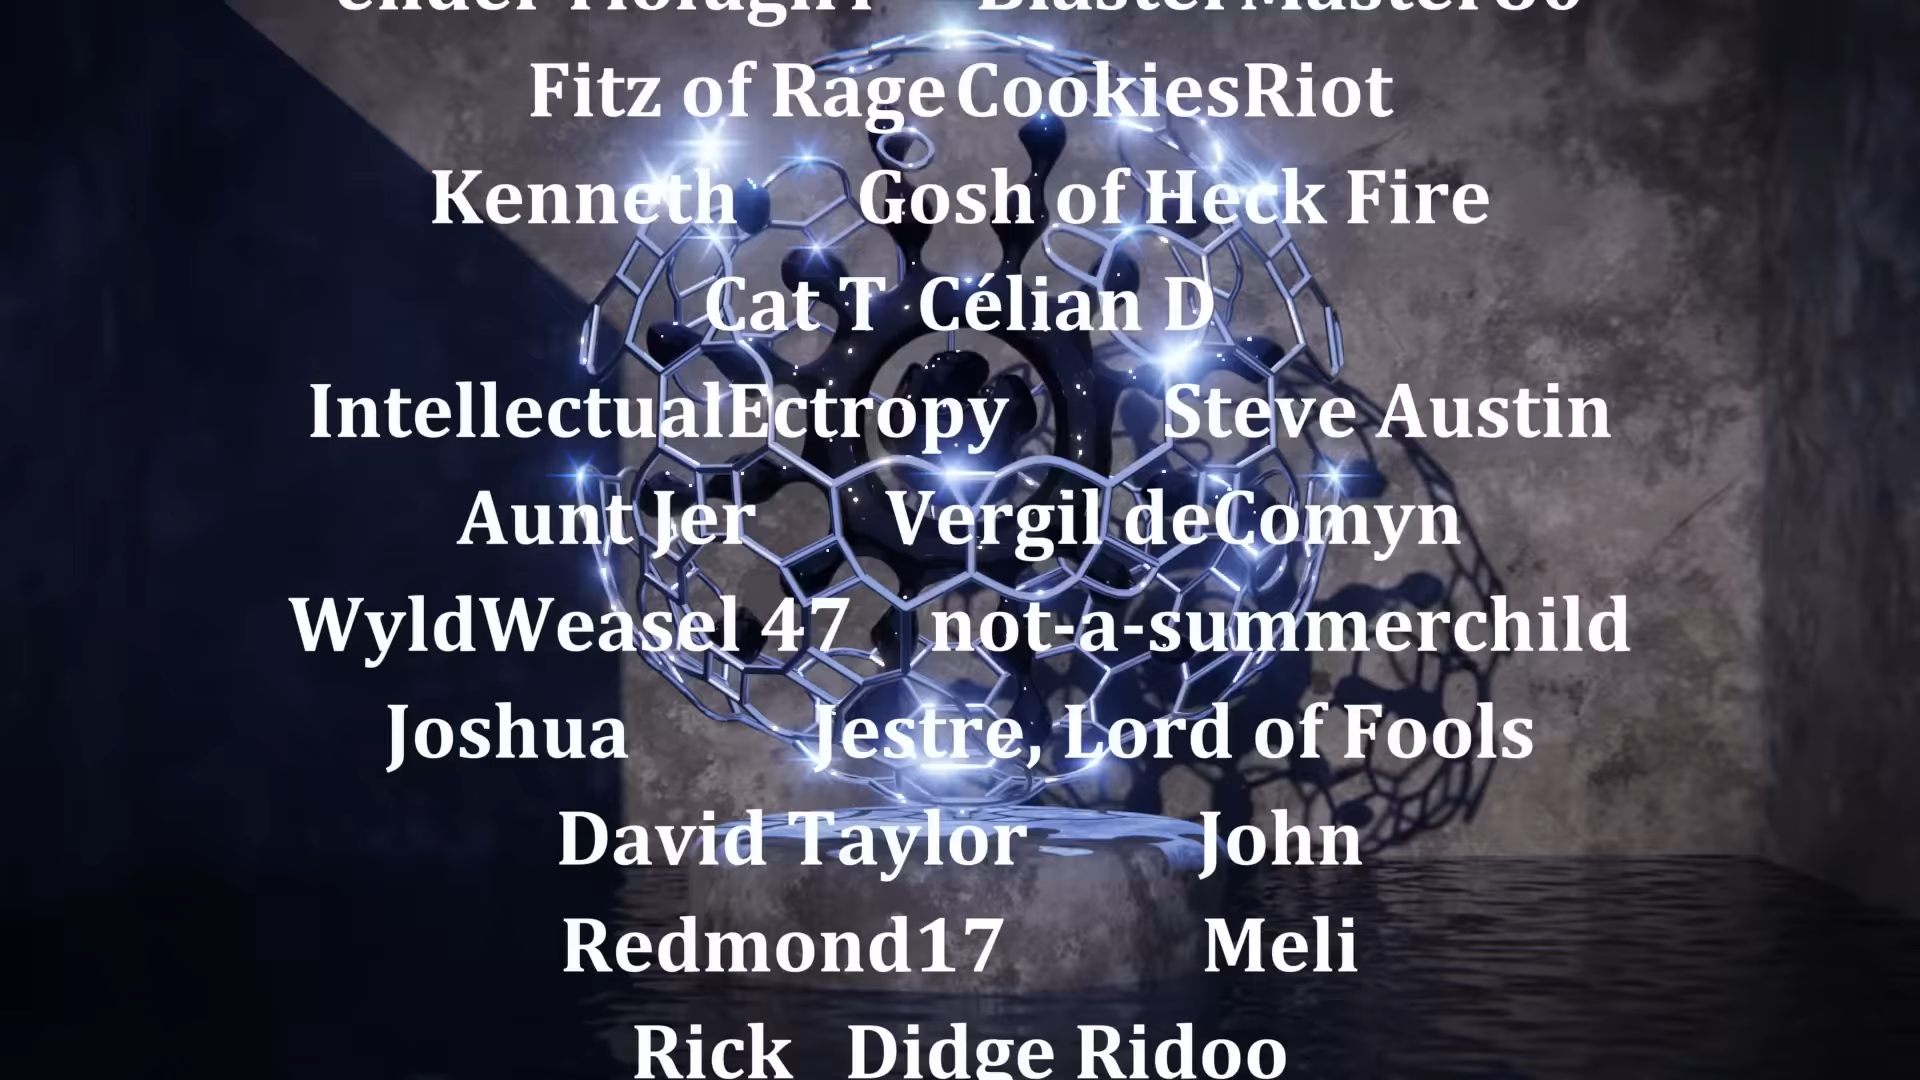 Fitz of Rage CookiesRiot
Kenneth Gosh of Heck Fire
Cat T Célian D
IntellectualEctropy Steve Austin
Aunt Jer Vergil deComyn
WyldWeasel 47 not-a-summerchild
Joshua Jestre, Lord of Fools
David Taylor John
Redmond17 Meli
Rick Didge Ridoo